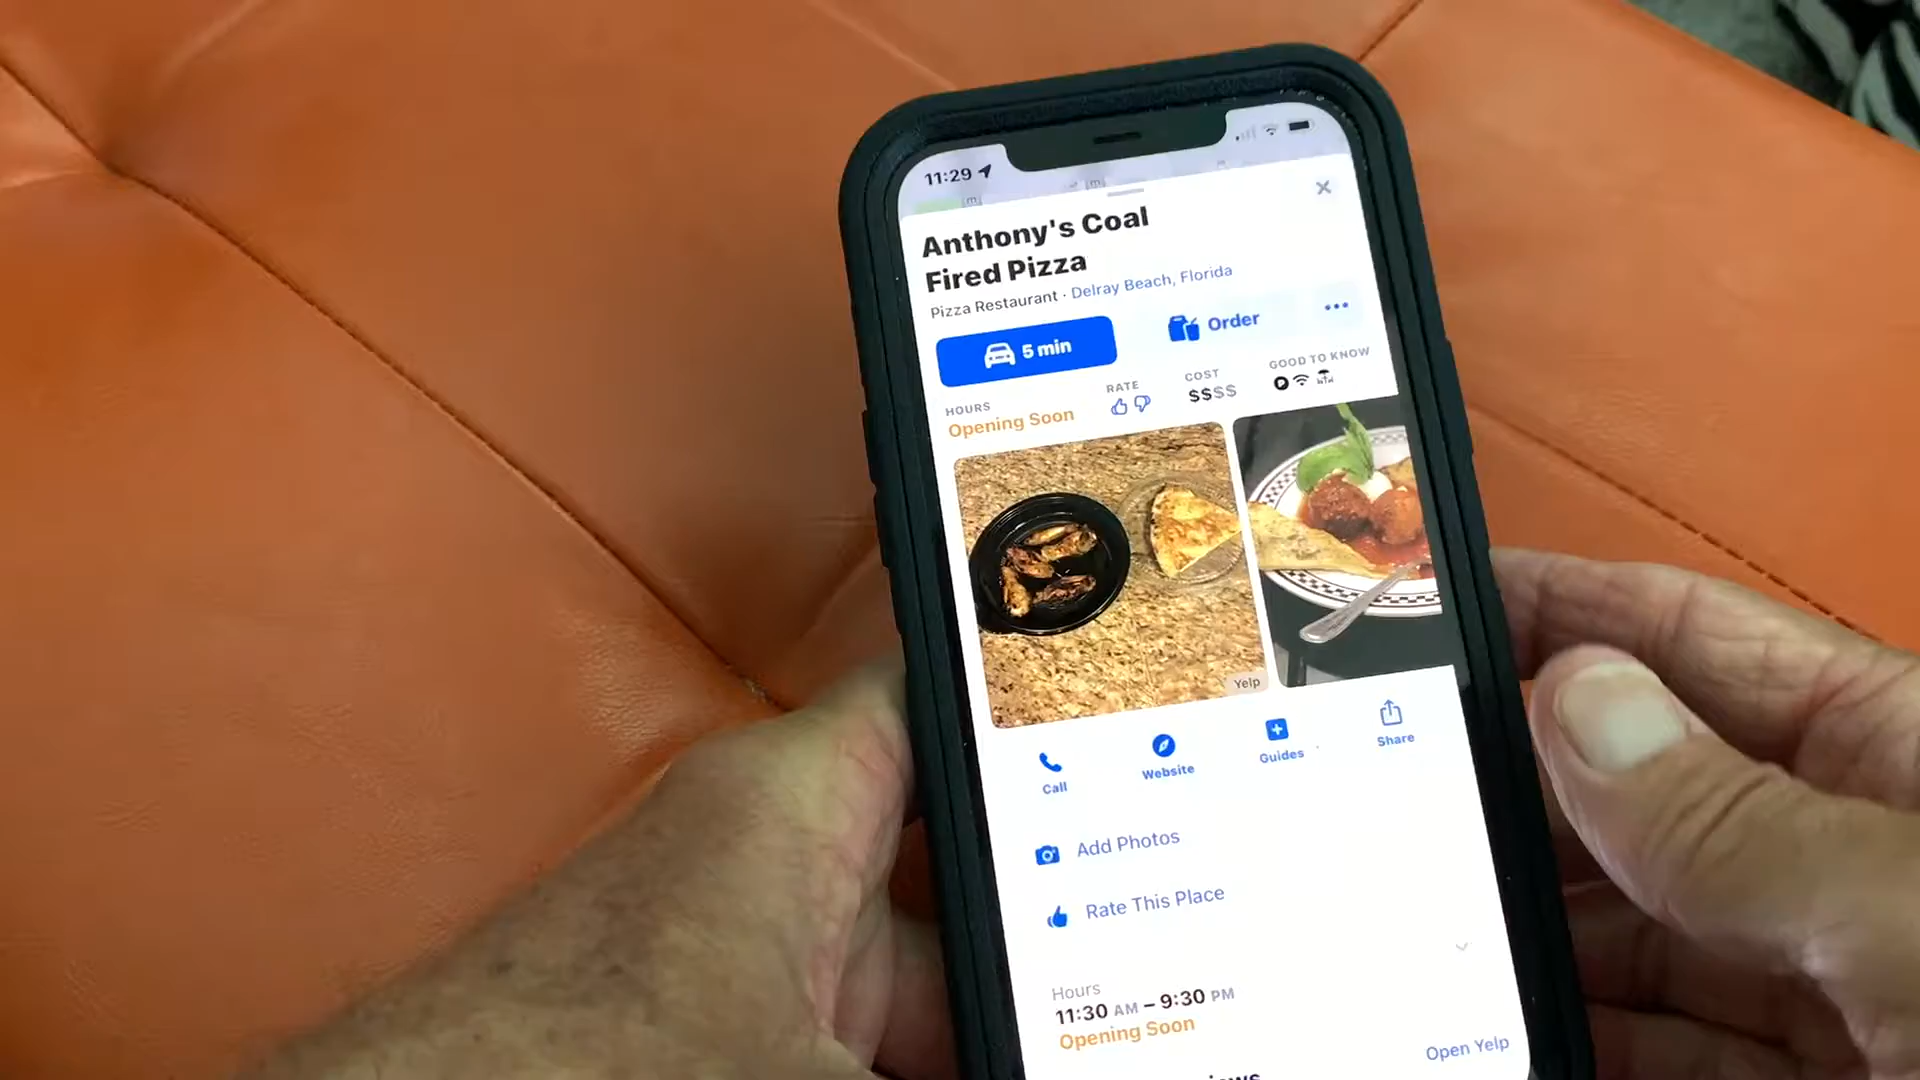 11:29
Anthony's Coal
Fired Pizza
Pizza Restaurant · Delray Beach, Florida
5 min
Order
HOURS
Opening Soon
RATE
COST
$$$$
GOOD TO KNOW
Yelp
Call
Website
Guides
Share
Add Photos
Rate This Place
Hours
11:30 AM – 9:30 PM
Opening Soon
Open Yelp